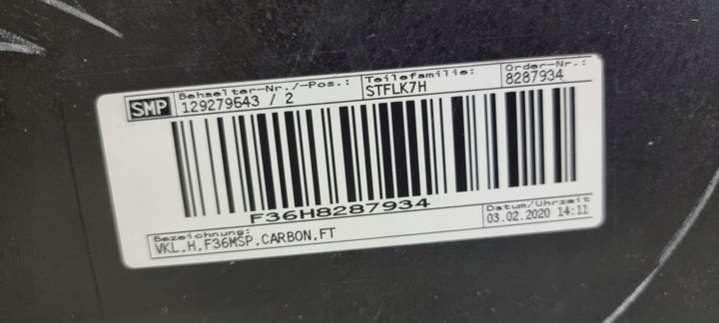 SMP
Behaelter-Nr./-Pos.: Teilefamilie: Order-Nr.:
129279643 / 2 STFLK7H 8287934
F36H8287934
Bezeichnung: Datum/Uhrzeit
VKL,H,F36MSP,CARBON,FT 03.02.2020 14:11